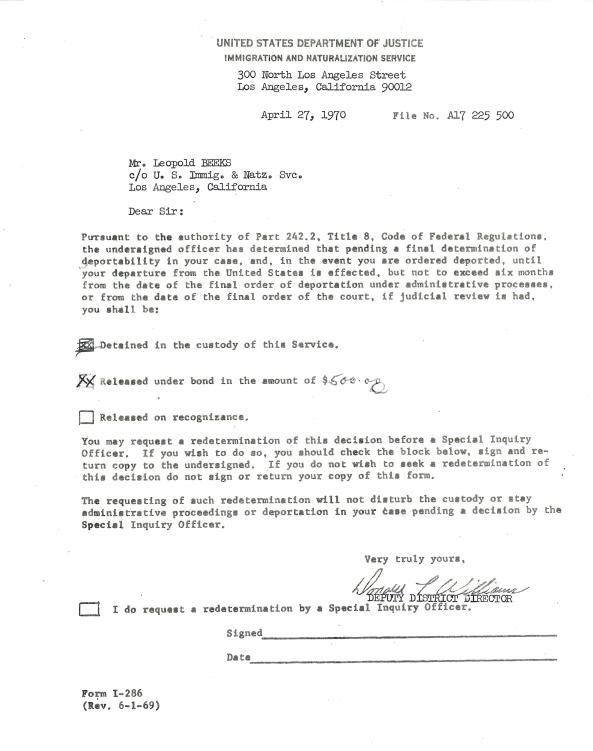 UNITED STATES DEPARTMENT OF JUSTICE
IMMIGRATION AND NATURALIZATION SERVICE
300 North Los Angeles Street
Los Angeles, California 90012
April 27, 1970 File No. A17 225 500
Mr. Leopold BEEKS
c/o U. S. Immig. & Natz. Svc.
Los Angeles, California
Dear Sir:
Pursuant to the authority of Part 242.2, Title 8, Code of Federal Regulations,
the undersigned officer has determined that pending a final determination of
deportability in your case, and, in the event you are ordered deported, until
your departure from the United States is effected, but not to exceed six months
from the date of the final order of deportation under administrative processes,
or from the date of the final order of the court, if judicial review is had,
you shall be:
Detained in the custody of this Service.
XX Released under bond in the amount of $500.00
Released on recognizance.
You may request a redetermination of this decision before a Special Inquiry
Officer. If you wish to do so, you should check the block below, sign and re-
turn copy to the undersigned. If you do not wish to seek a redetermination of
this decision do not sign or return your copy of this form.
The requesting of such redetermination will not disturb the custody or stay
administrative proceedings or deportation in your case pending a decision by the
Special Inquiry Officer.
Very truly yours,
Donald T Williams
DEPUTY DISTRICT DIRECTOR
I do request a redetermination by a Special Inquiry Officer.
Signed
Date
Form I-286
(Rev. 6-1-69)